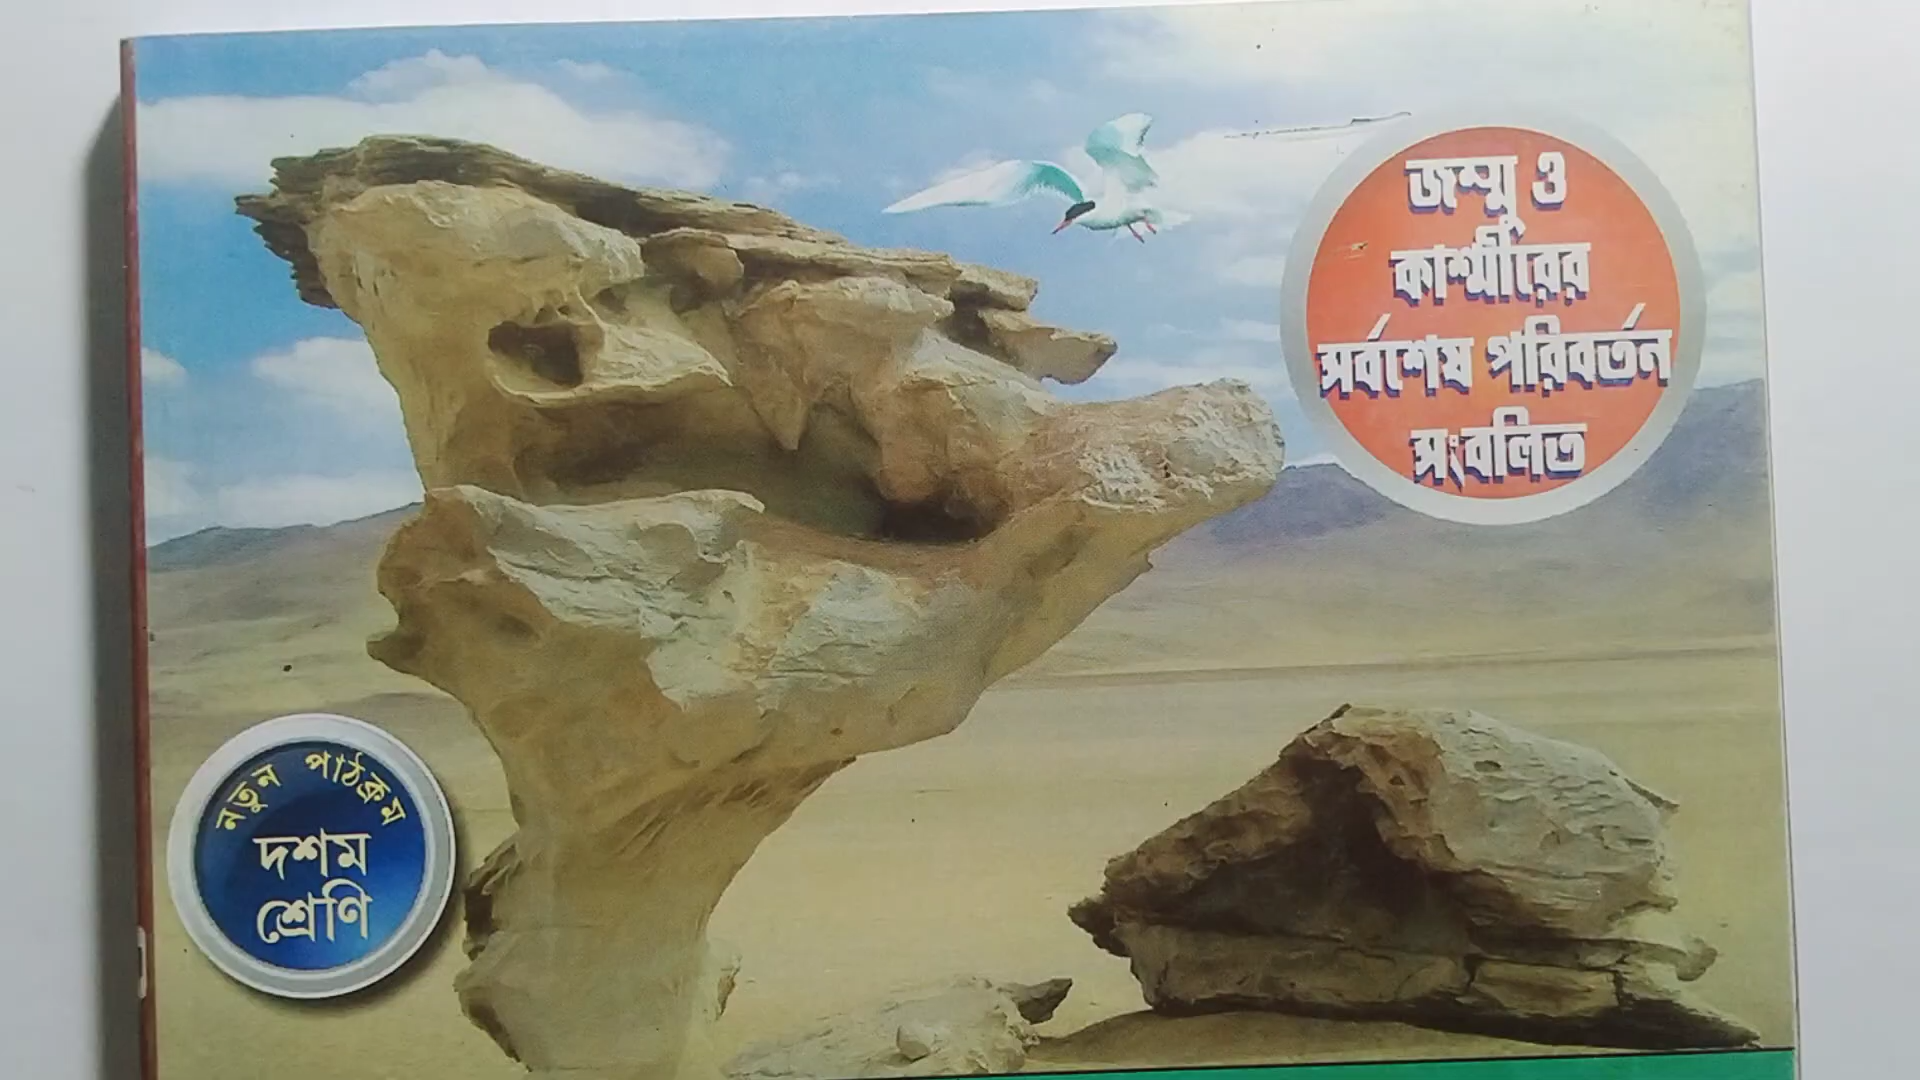 জম্মু ও
কাশ্মীরের
সর্বশেষ পরিবর্তন
সংবলিত
নতুন পাঠক্রম
দশম
শ্রেণি